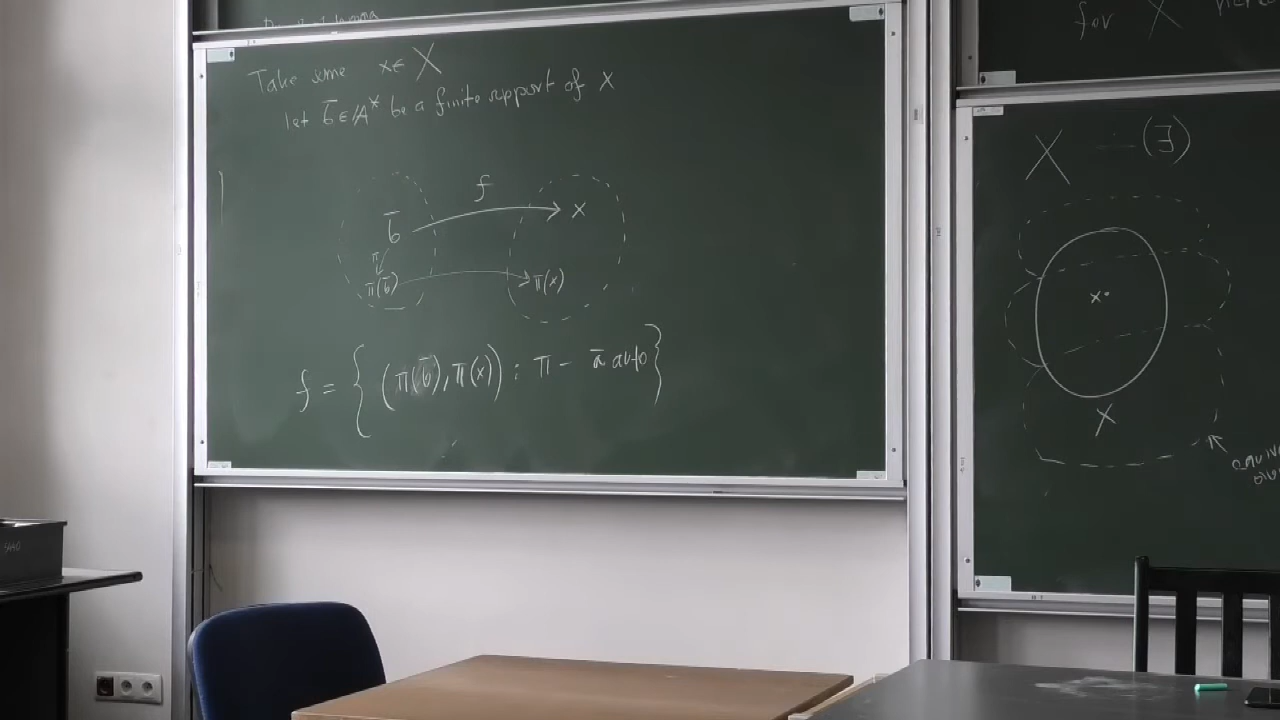 Take some x∈ X
let b̄ ∈ A* be a finite support of x
f
b̄ x
π
π(b̄) π(x)
f = { (π(b̄), π(x)) : π - ā auto }
for X
X (∃)
x
X